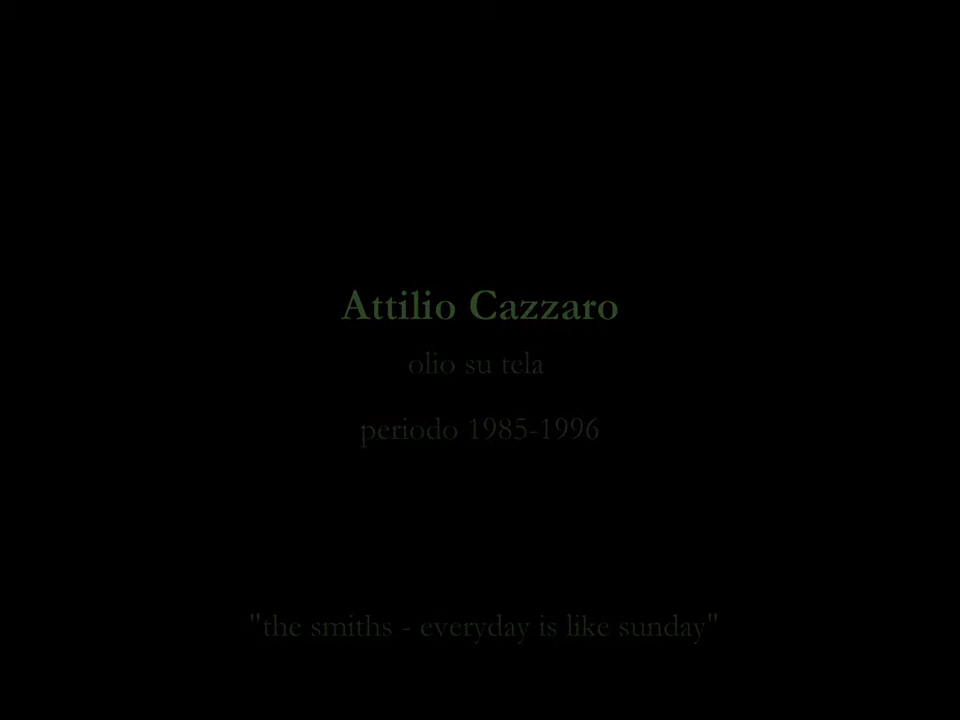 Attilio Cazzaro
olio su tela
periodo 1985-1996
"the smiths - everyday is like sunday"